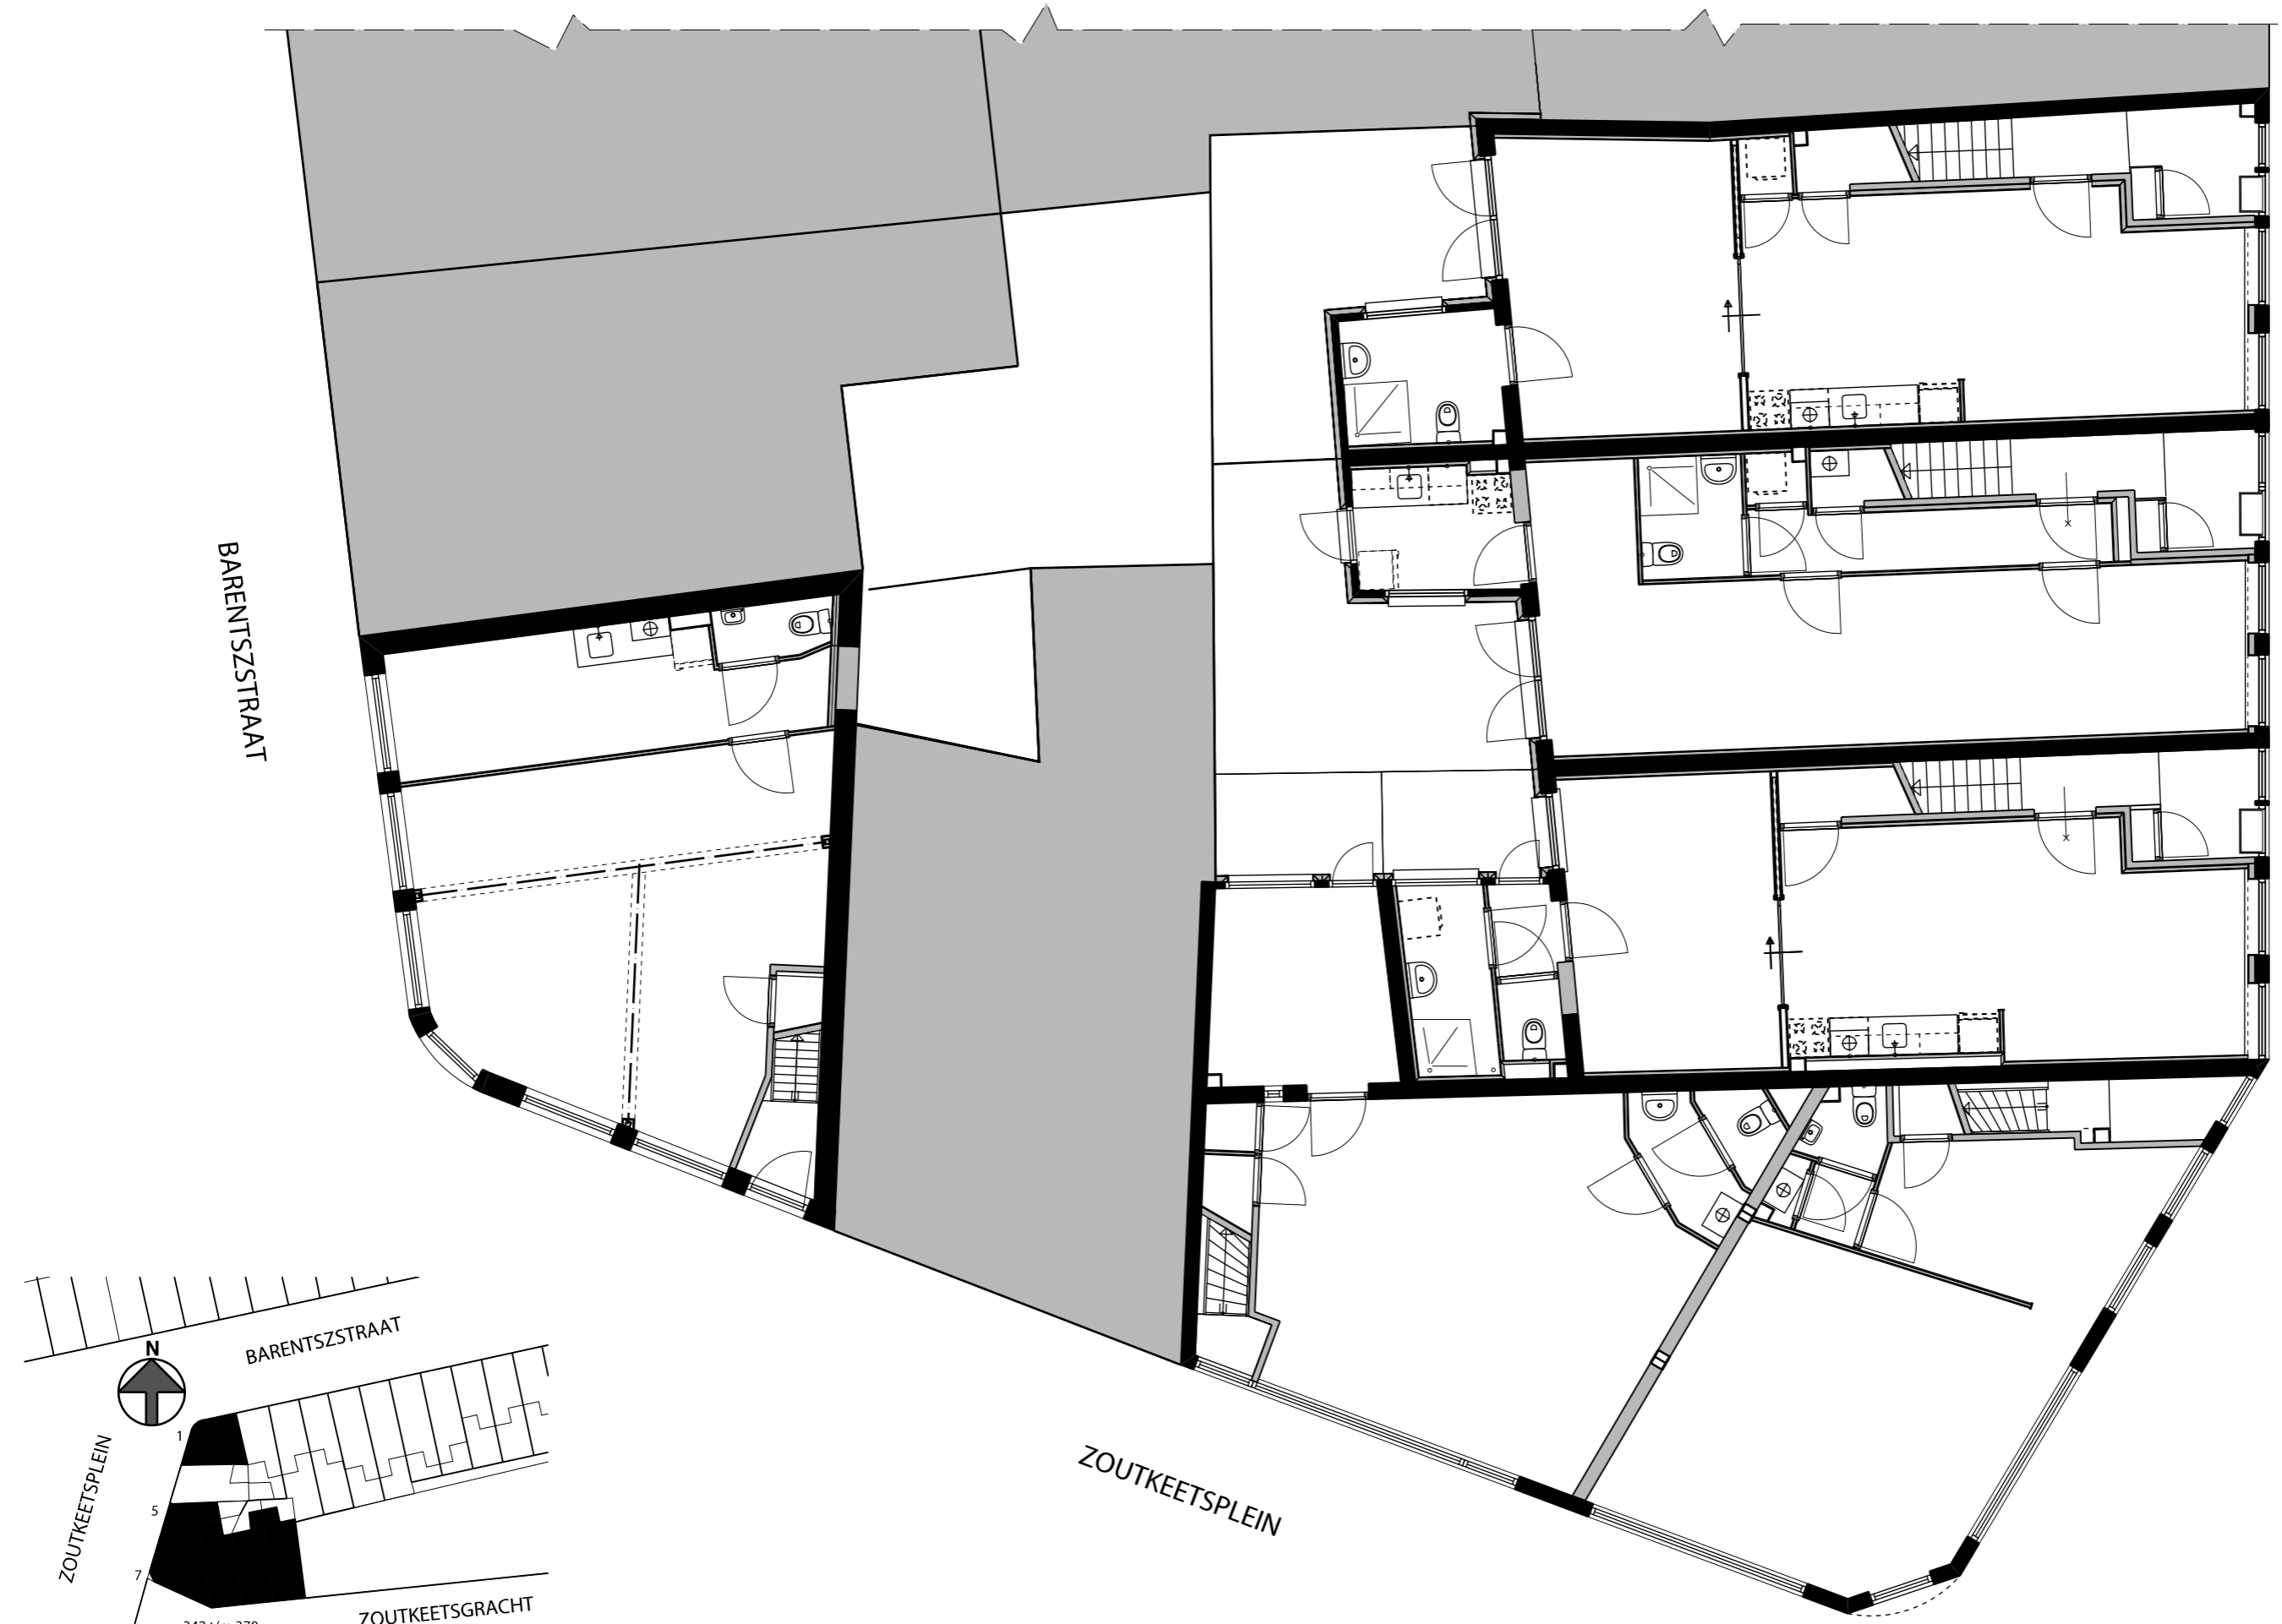 BARENTSZSTRAAT
ZOUTKEETSPLEIN
BARENTSZSTRAAT
N
1
ZOUTKEETSPLEIN
5
7
ZOUTKEETSGRACHT